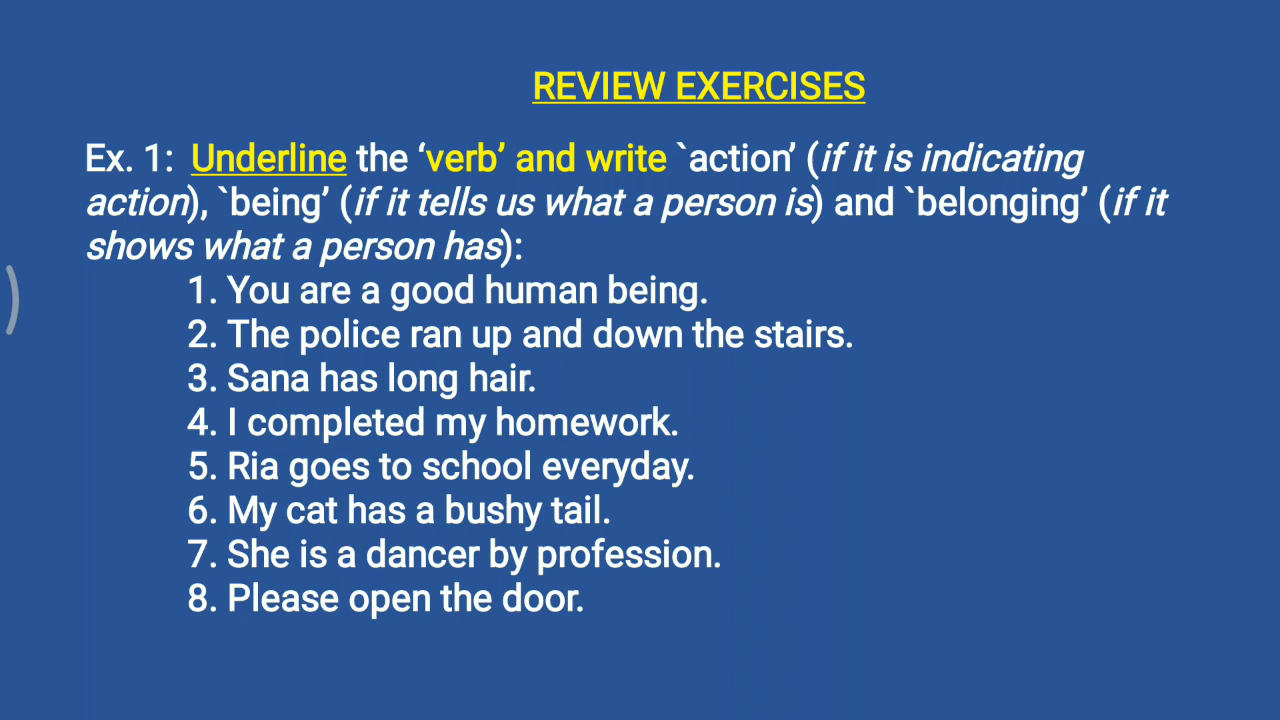 REVIEW EXERCISES
Ex. 1: Underline the ‘verb’ and write `action’ (if it is indicating
action), `being’ (if it tells us what a person is) and `belonging’ (if it
shows what a person has):
1. You are a good human being.
2. The police ran up and down the stairs.
3. Sana has long hair.
4. I completed my homework.
5. Ria goes to school everyday.
6. My cat has a bushy tail.
7. She is a dancer by profession.
8. Please open the door.